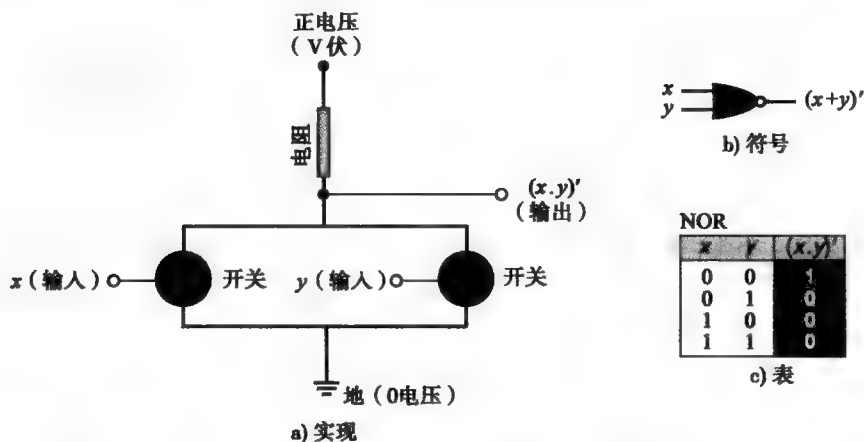 正电压
（V伏）
电阻
(x.y)′
（输出）
x（输入）
开关
y（输入）
开关
地（0电压）
a) 实现
x
y
(x+y)′
b) 符号
NOR
x Y (x.y)′
0 0 1
0 1 0
1 0 0
1 1 0
c) 表